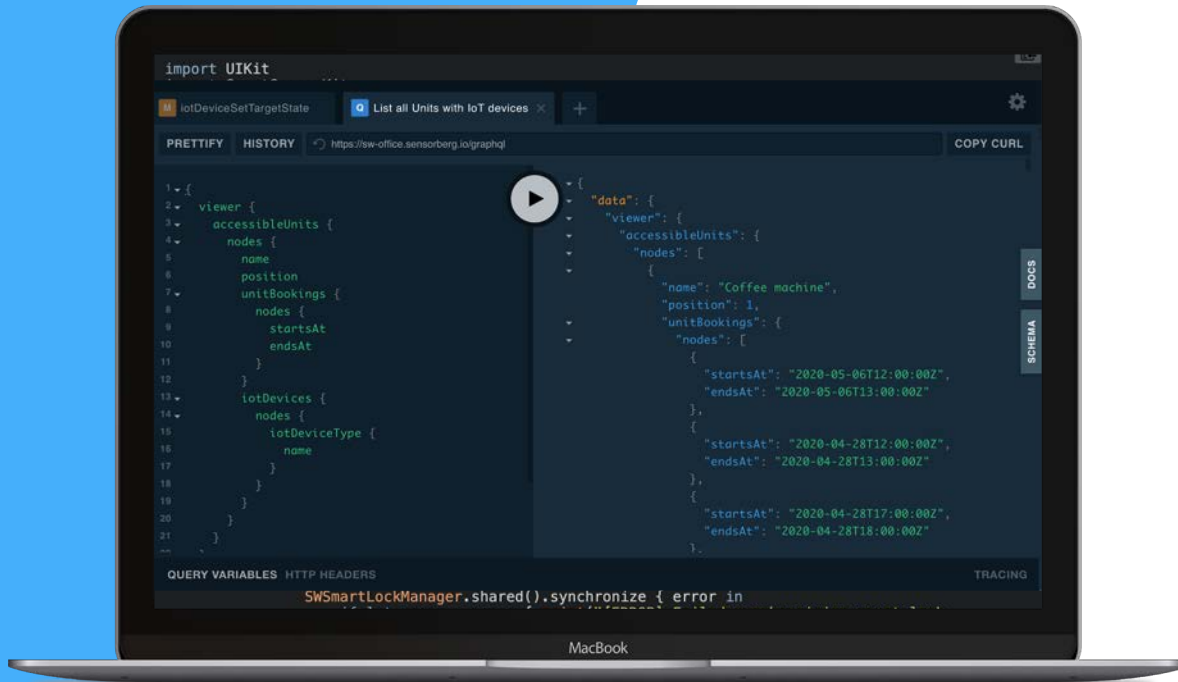 import UIKit
M iotDeviceSetTargetState
Q List all Units with IoT devices × +
PRETTIFY HISTORY https://sw-office.sensorberg.io/graphql COPY CURL
1 {
2 viewer {
3 accessibleUnits {
4 nodes {
5 name
6 position
7 unitBookings {
8 nodes {
9 startsAt
10 endsAt
11 }
12 }
13 iotDevices {
14 nodes {
15 iotDeviceType {
16 name
17 }
18 }
19 }
20 }
21 }
{
"data": {
"viewer": {
"accessibleUnits": {
"nodes": [
{
"name": "Coffee machine",
"position": 1,
"unitBookings": {
"nodes": [
{
"startsAt": "2020-05-06T12:00:00Z",
"endsAt": "2020-05-06T13:00:00Z"
},
{
"startsAt": "2020-04-28T12:00:00Z",
"endsAt": "2020-04-28T13:00:00Z"
},
{
"startsAt": "2020-04-28T17:00:00Z",
"endsAt": "2020-04-28T18:00:00Z"
},
DOCS
SCHEMA
QUERY VARIABLES HTTP HEADERS TRACING
SWSmartLockManager.shared().synchronize { error in
MacBook